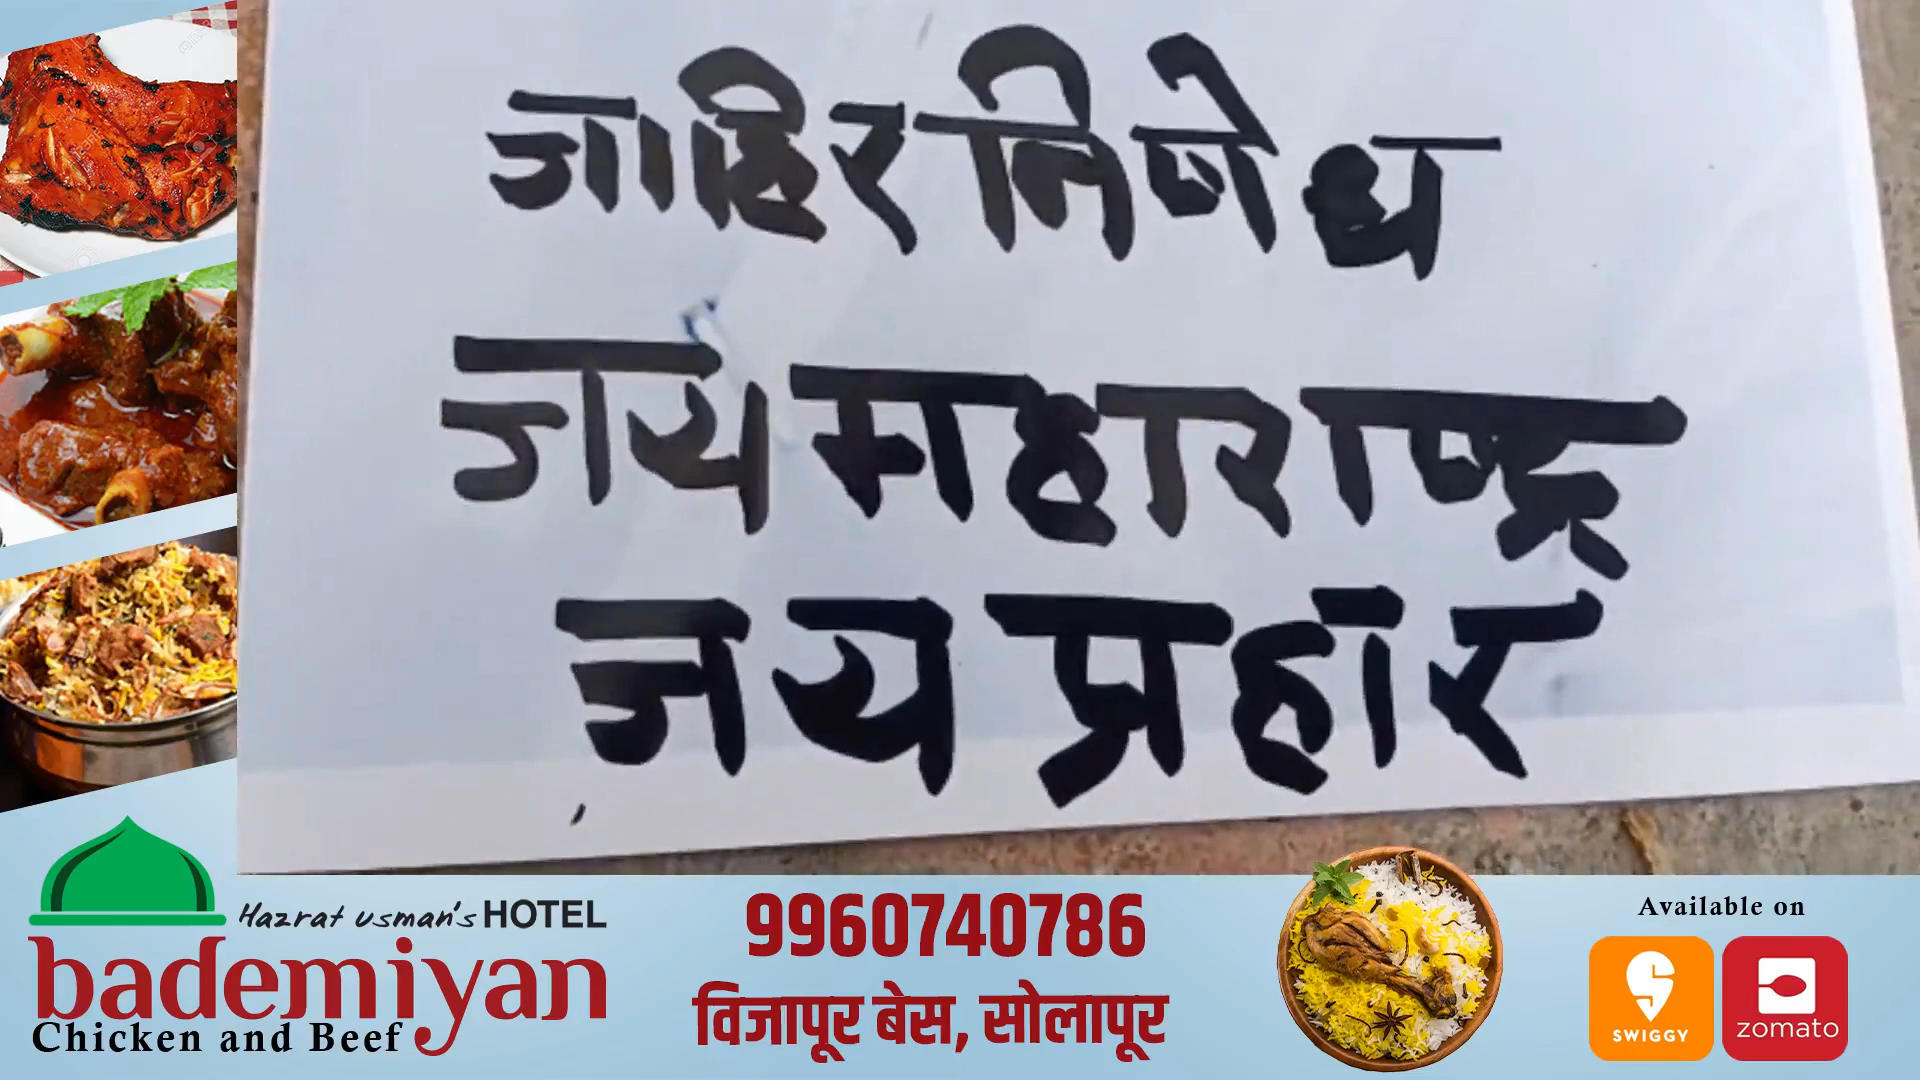 जाहिर निषेध
जय महाराष्ट्र
जय प्रहार
Hazrat Usman's HOTEL
bademiyan
Chicken and Beef
9960740786
विजापूर बेस, सोलापूर
Available on
SWIGGY
zomato